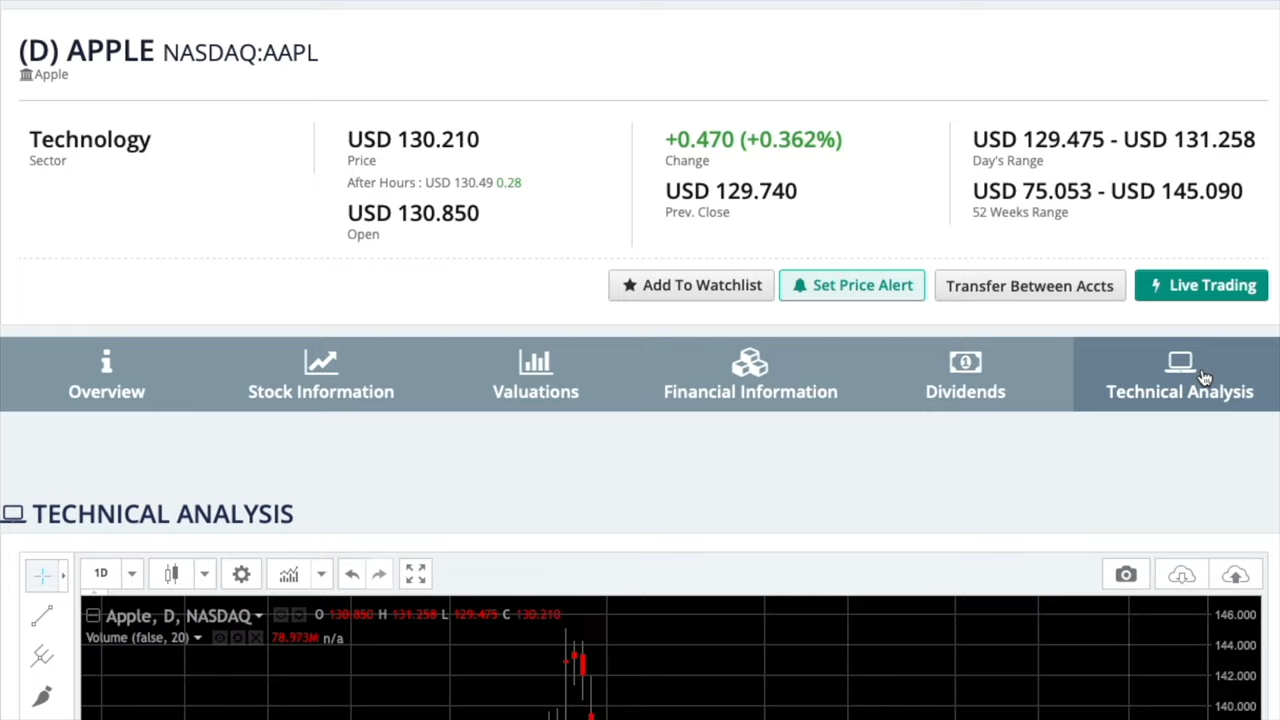 (D) APPLE NASDAQ:AAPL
Apple
Technology
Sector
USD 130.210
Price
After Hours : USD 130.49 0.28
USD 130.850
Open
+0.470 (+0.362%)
Change
USD 129.740
Prev. Close
USD 129.475 - USD 131.258
Day's Range
USD 75.053 - USD 145.090
52 Weeks Range
Add To Watchlist
Set Price Alert
Transfer Between Accts
Live Trading
Overview
Stock Information
Valuations
Financial Information
Dividends
Technical Analysis
TECHNICAL ANALYSIS
1D
Apple, D, NASDAQ O 130.850 H 131.258 L 129.475 C 130.210
Volume (false, 20) 78.973M n/a
146.000
144.000
142.000
140.000